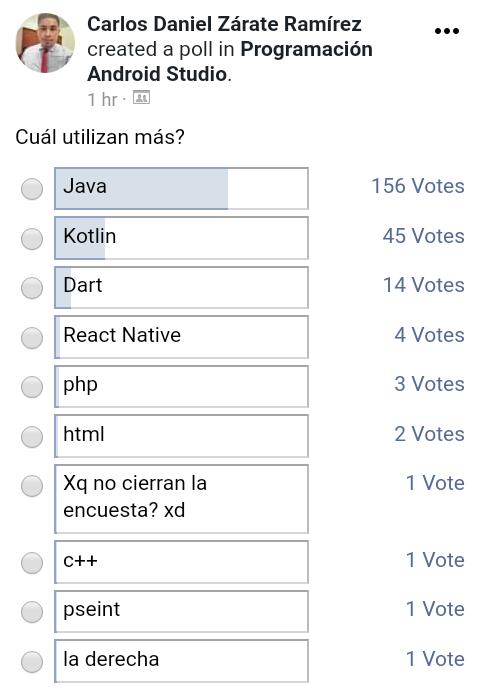 Carlos Daniel Zárate Ramírez
created a poll in Programación
Android Studio.
1 hr ·
Cuál utilizan más?
Java 156 Votes
Kotlin 45 Votes
Dart 14 Votes
React Native 4 Votes
php 3 Votes
html 2 Votes
Xq no cierran la 1 Vote
encuesta? xd
c++ 1 Vote
pseint 1 Vote
la derecha 1 Vote